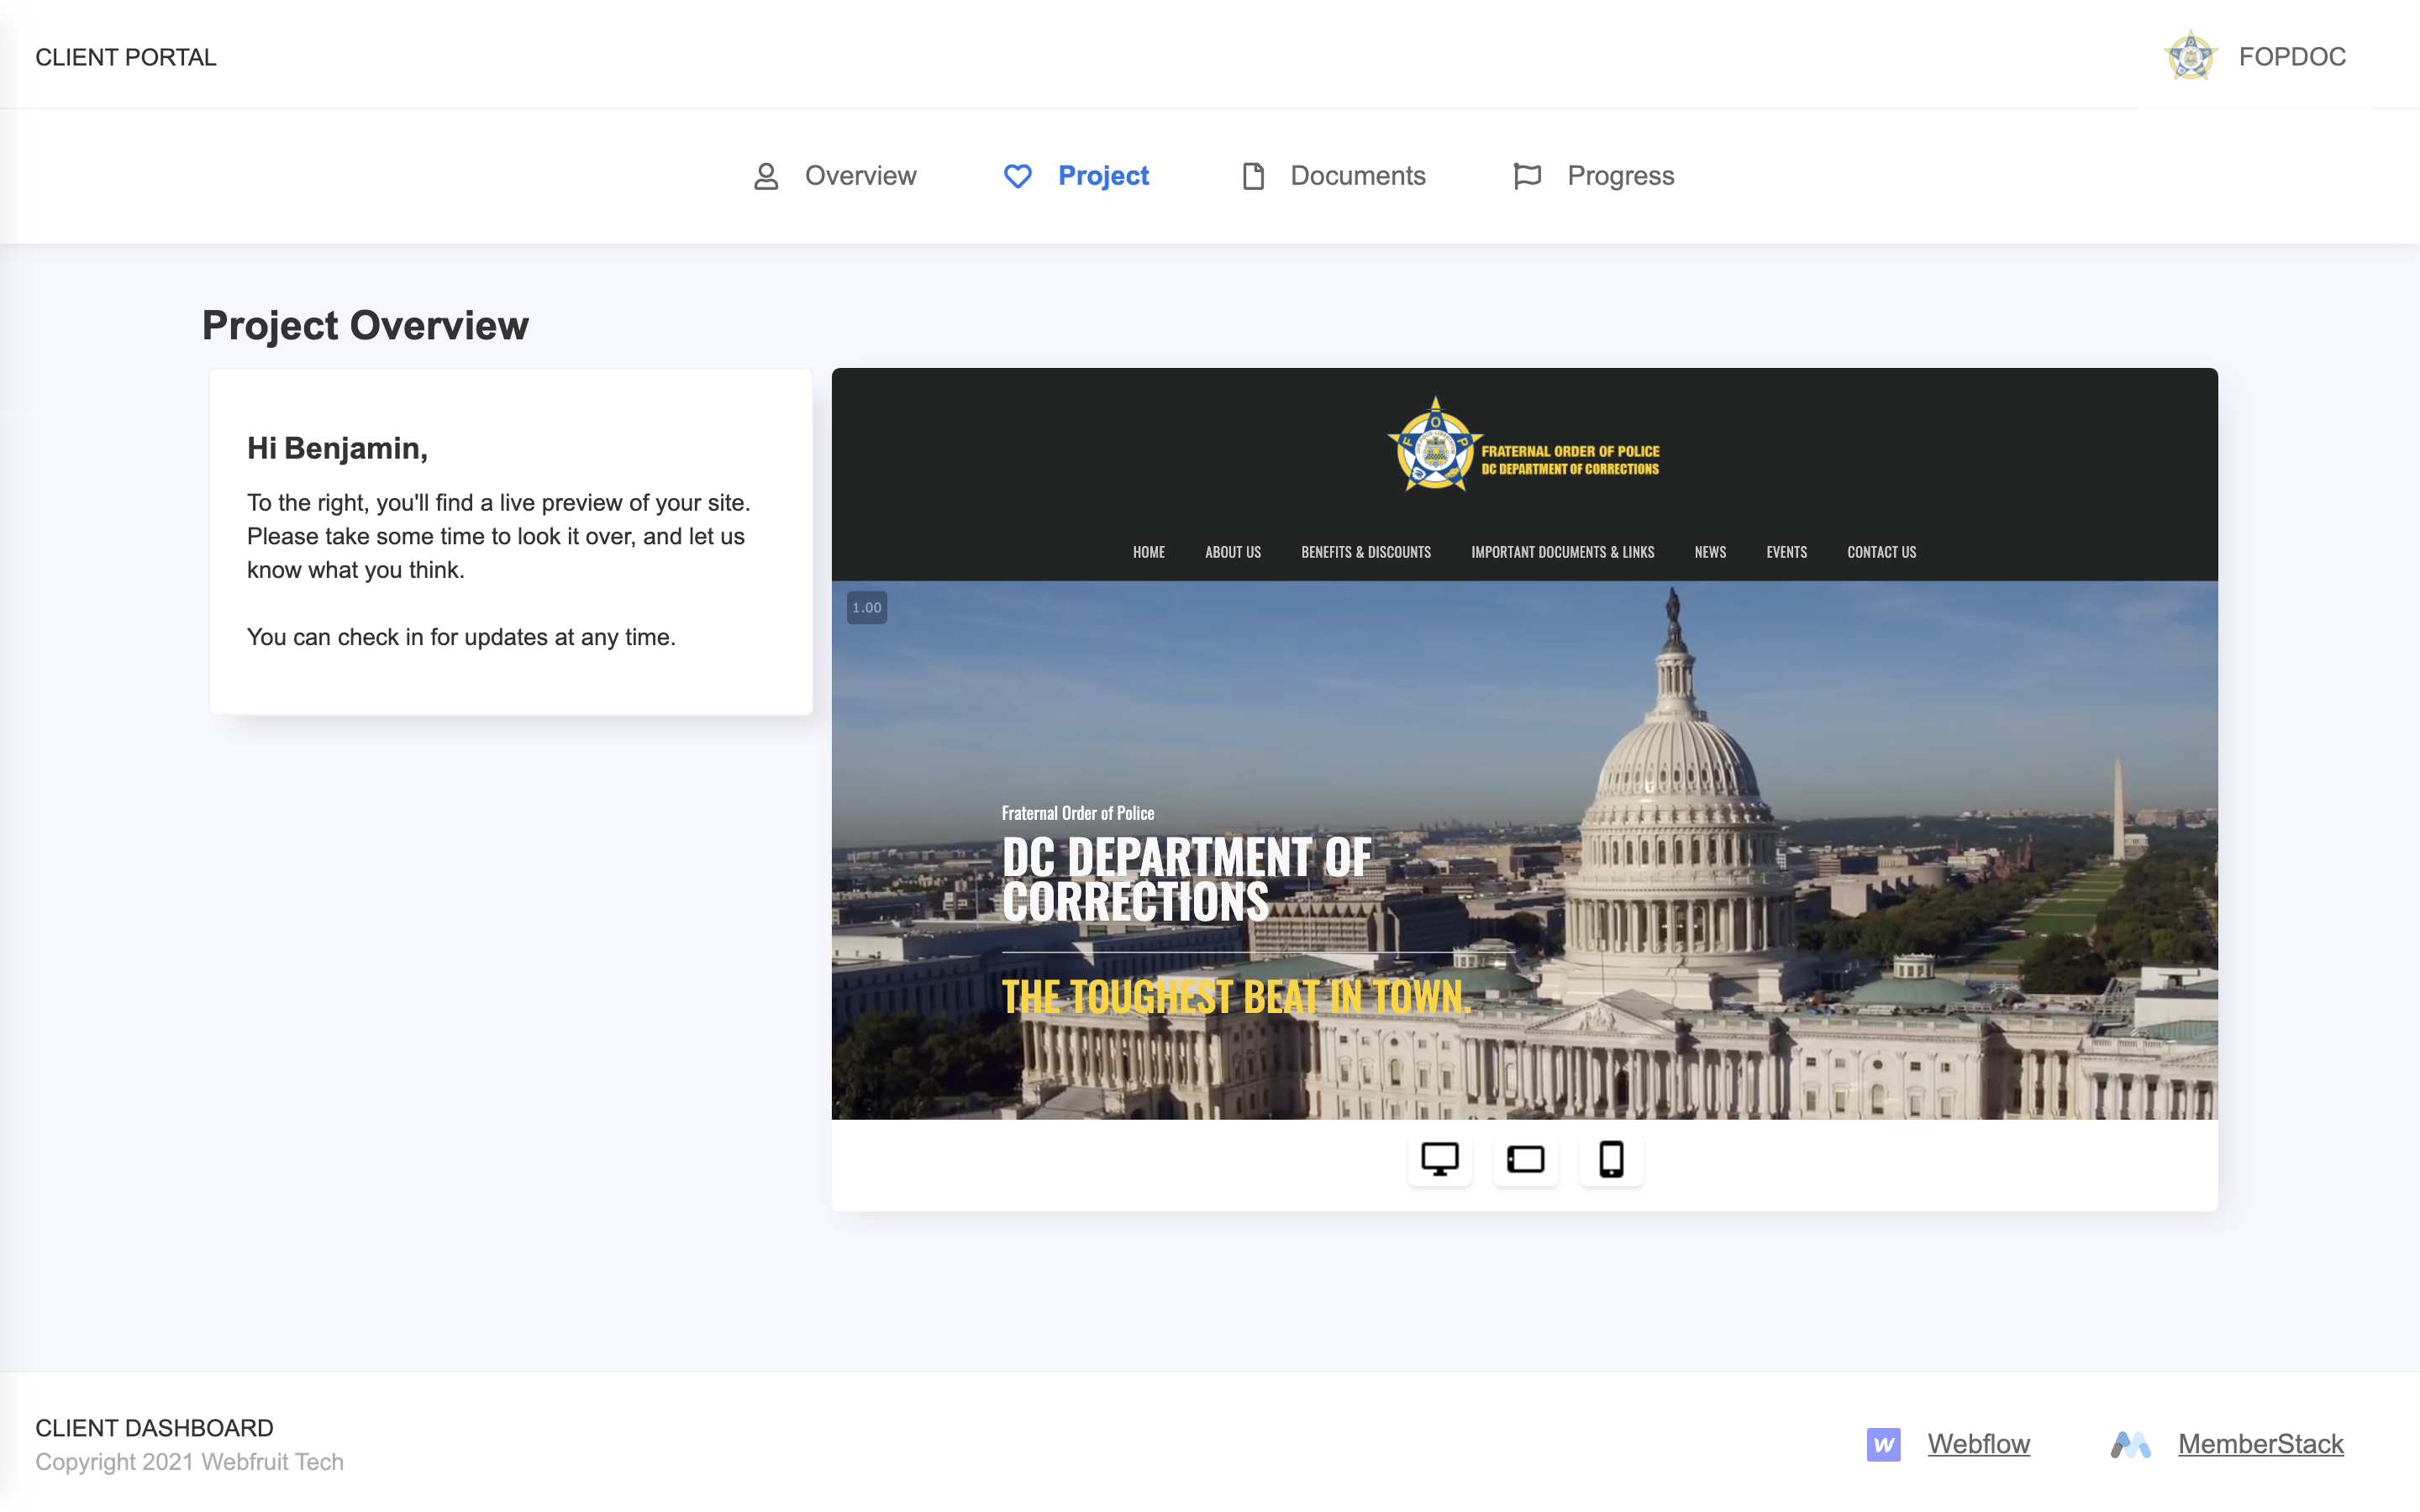 CLIENT PORTAL
FOPDOC
Overview
Project
Documents
Progress
Project Overview
Hi Benjamin,
To the right, you'll find a live preview of your site.
Please take some time to look it over, and let us
know what you think.
You can check in for updates at any time.
F O P
FRATERNAL ORDER OF POLICE
DC DEPARTMENT OF CORRECTIONS
HOME
ABOUT US
BENEFITS & DISCOUNTS
IMPORTANT DOCUMENTS & LINKS
NEWS
EVENTS
CONTACT US
1.00
Fraternal Order of Police
DC DEPARTMENT OF
CORRECTIONS
THE TOUGHEST BEAT IN TOWN.
CLIENT DASHBOARD
Copyright 2021 Webfruit Tech
W
Webflow
MemberStack